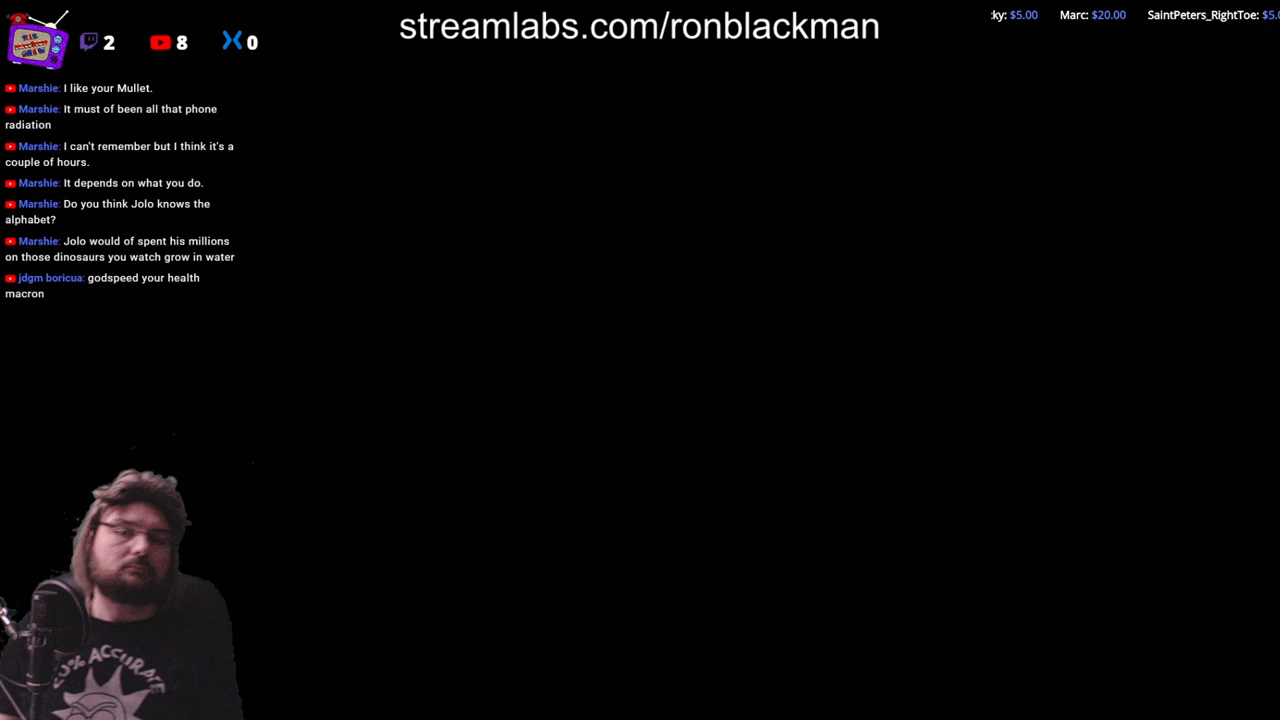 streamlabs.com/ronblackman
:ky: $5.00 Marc: $20.00 SaintPeters_RightToe: $5.0
2 8 0
Marshie: I like your Mullet.
Marshie: It must of been all that phone
radiation
Marshie: I can't remember but I think it's a
couple of hours.
Marshie: It depends on what you do.
Marshie: Do you think Jolo knows the
alphabet?
Marshie: Jolo would of spent his millions
on those dinosaurs you watch grow in water
jdgm boricua: godspeed your health
macron
0% ACCURATE